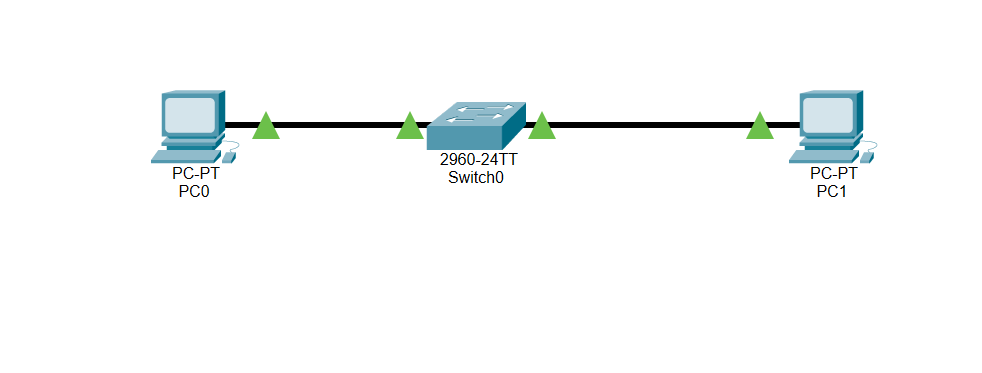 PC-PT
PC0
2960-24TT
Switch0
PC-PT
PC1